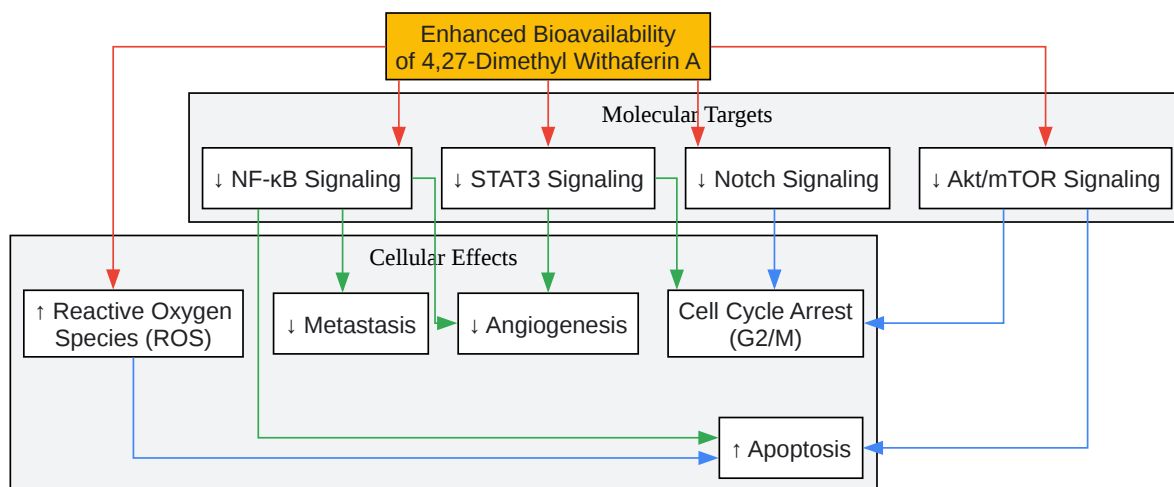 Enhanced Bioavailability
of 4,27-Dimethyl Withaferin A
Molecular Targets
↓ NF-κB Signaling
↓ STAT3 Signaling
↓ Notch Signaling
↓ Akt/mTOR Signaling
Cellular Effects
↑ Reactive Oxygen
Species (ROS)
↓ Metastasis
↓ Angiogenesis
Cell Cycle Arrest
(G2/M)
↑ Apoptosis